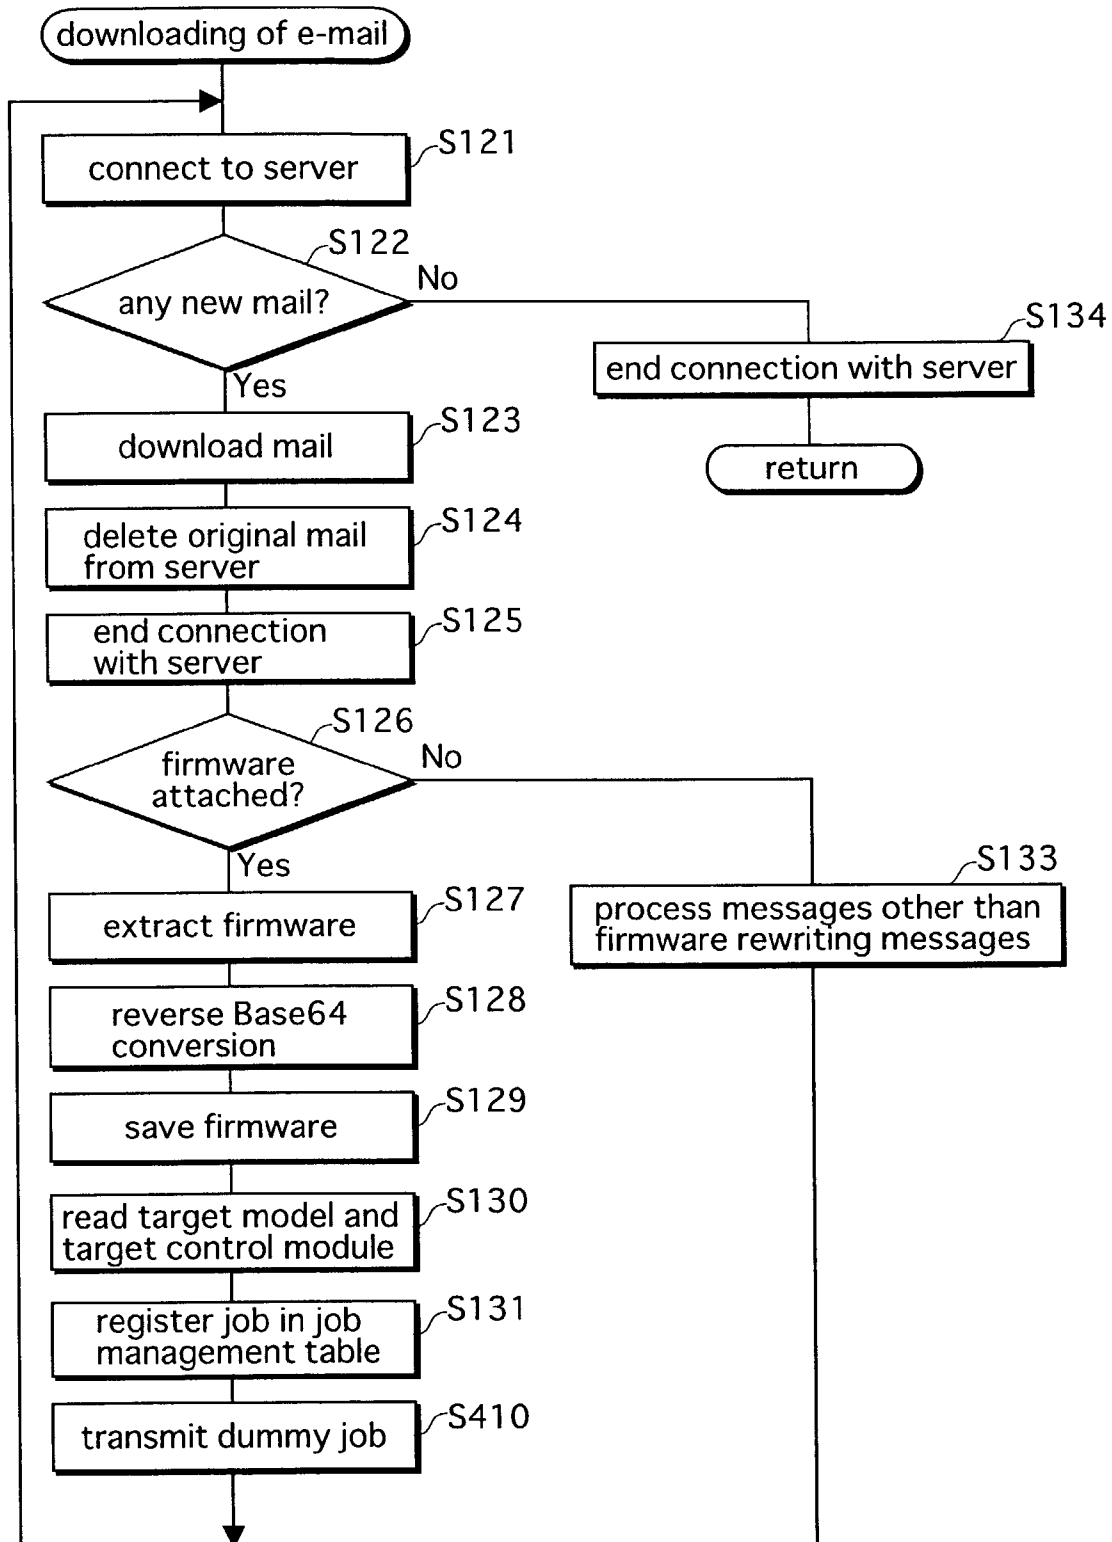 downloading of e-mail
S121
connect to server
S122
any new mail?
No
Yes
S134
end connection with server
return
S123
download mail
S124
delete original mail
from server
S125
end connection
with server
S126
firmware
attached?
No
Yes
S133
process messages other than
firmware rewriting messages
S127
extract firmware
S128
reverse Base64
conversion
S129
save firmware
S130
read target model and
target control module
S131
register job in job
management table
S410
transmit dummy job